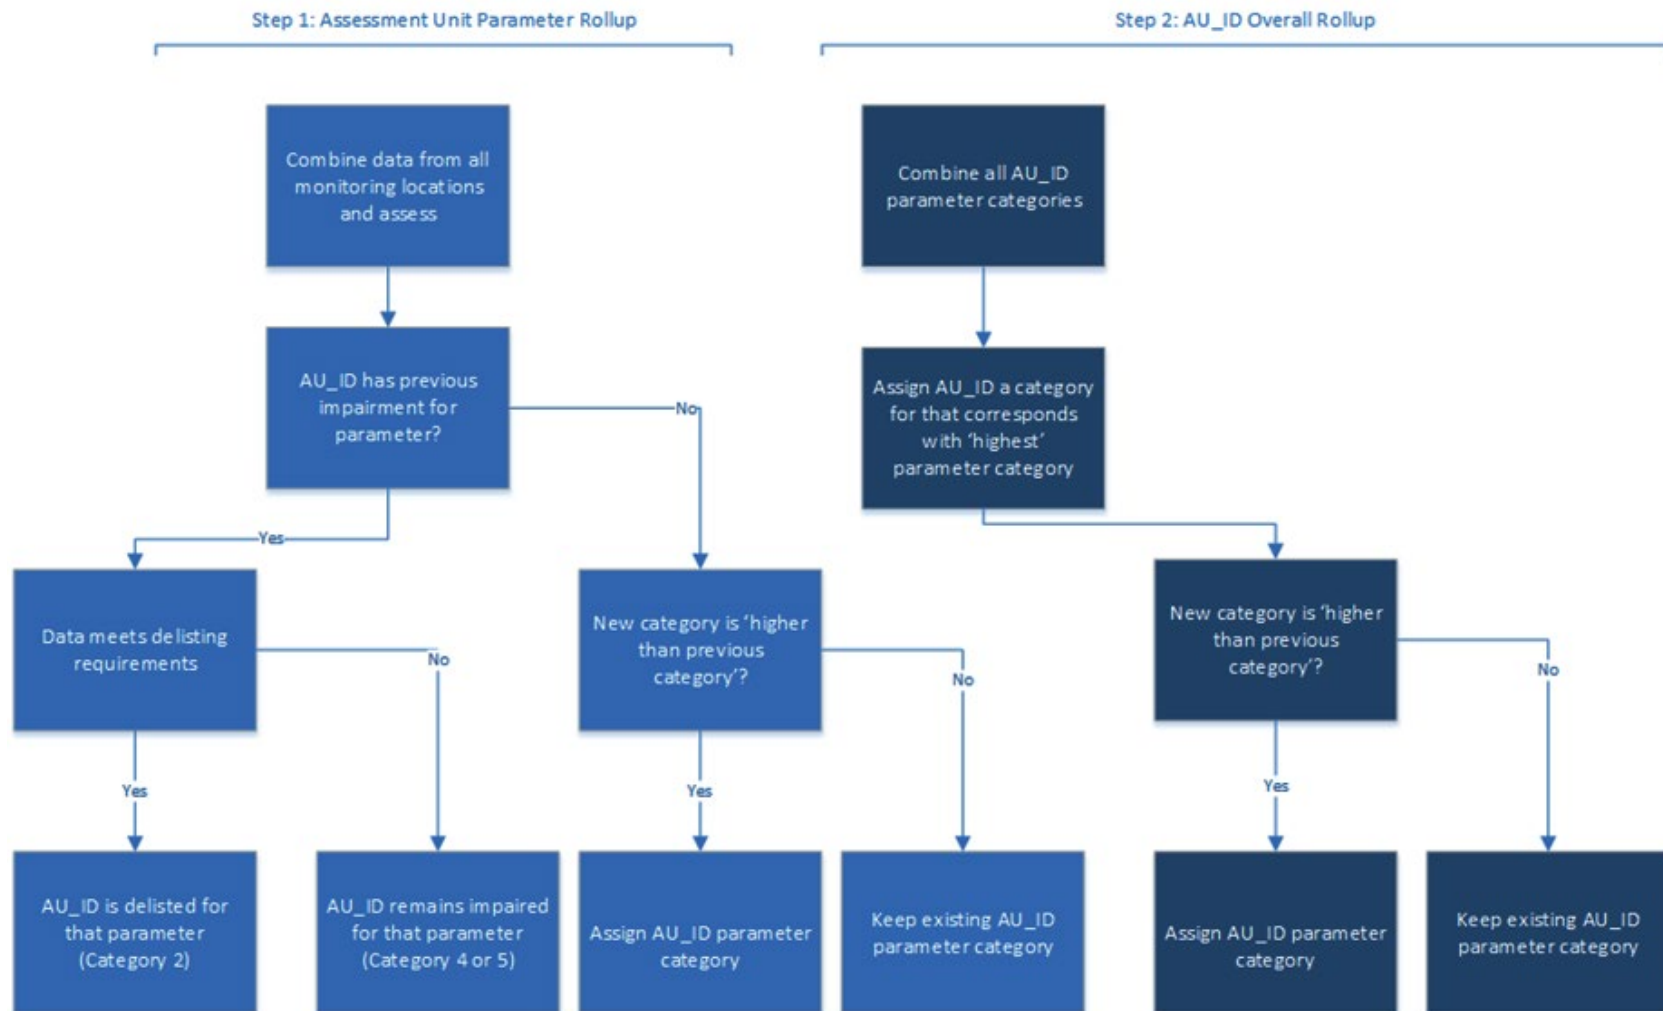 Step 1: Assessment Unit Parameter Rollup
Step 2: AU_ID Overall Rollup
Combine data from all
monitoring locations
and assess
Combine all AU_ID
parameter categories
AU_ID has previous
impairment for
parameter?
No
Assign AU_ID a category
for that corresponds
with ‘highest’
parameter category
Yes
Data meets delisting
requirements
No
New category is ‘higher
than previous
category’?
No
New category is ‘higher
than previous
category’?
No
Yes
Yes
Yes
AU_ID is delisted for
that parameter
(Category 2)
AU_ID remains impaired
for that parameter
(Category 4 or 5)
Assign AU_ID parameter
category
Keep existing AU_ID
parameter category
Assign AU_ID parameter
category
Keep existing AU_ID
parameter category